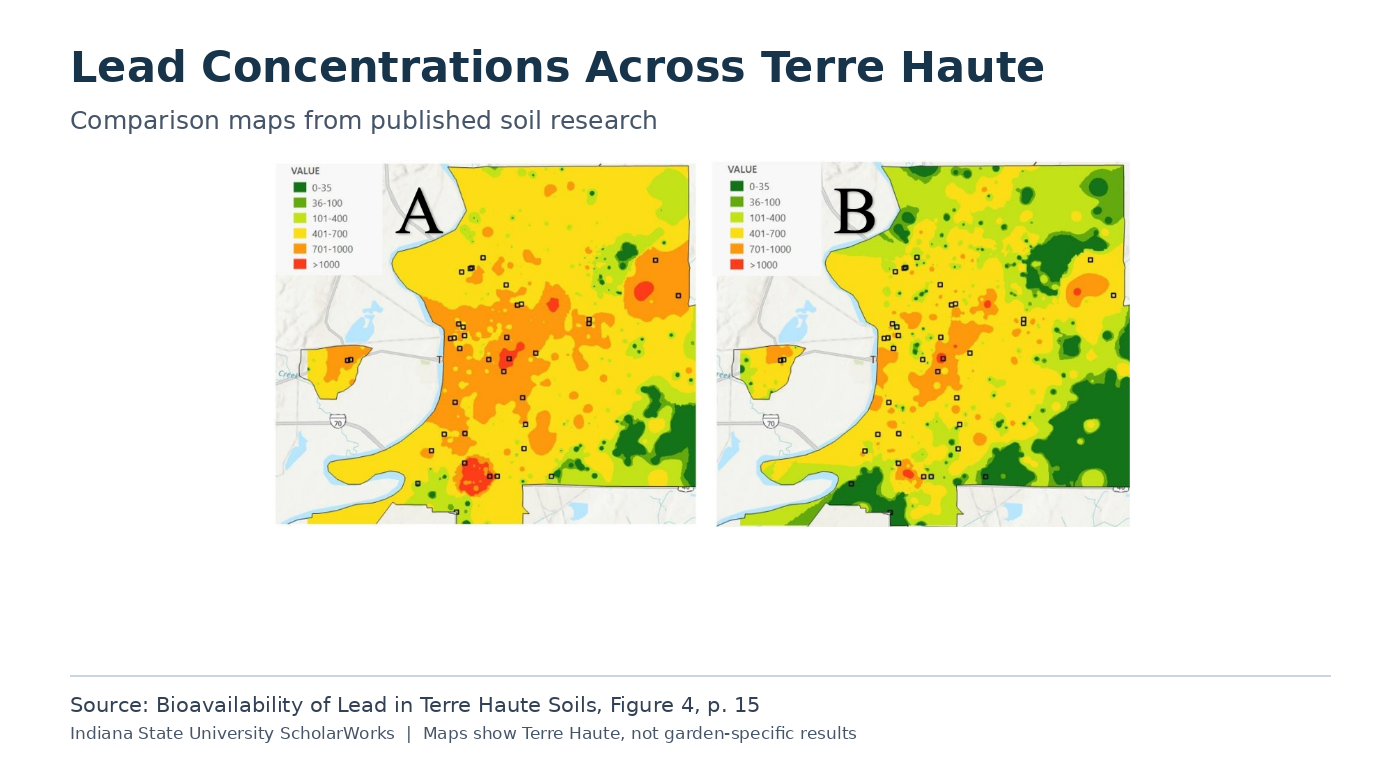 Lead Concentrations Across Terre Haute
Comparison maps from published soil research
VALUE
0-35
36-100
101-400
401-700
701-1000
>1000
A
T
Creek
70
VALUE
0-35
36-100
101-400
401-700
701-1000
>1000
B
T
70
Source: Bioavailability of Lead in Terre Haute Soils, Figure 4, p. 15
Indiana State University ScholarWorks | Maps show Terre Haute, not garden-specific results